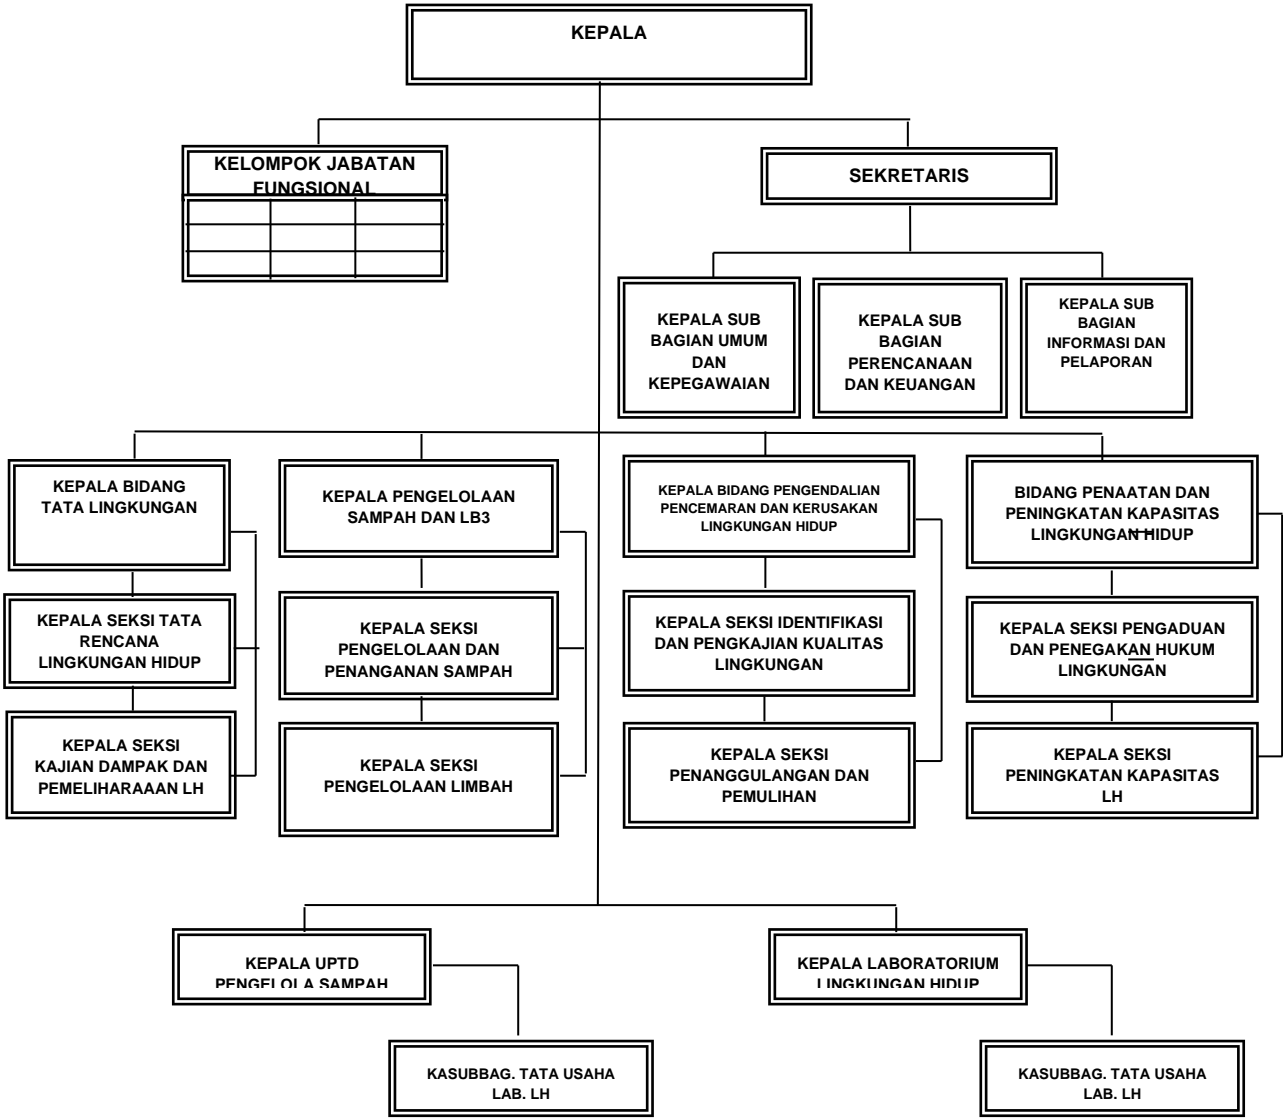 KEPALA
KELOMPOK JABATAN
FUNGSIONAL
SEKRETARIS
KEPALA SUB
BAGIAN UMUM
DAN
KEPEGAWAIAN
KEPALA SUB
BAGIAN
PERENCANAAN
DAN KEUANGAN
KEPALA SUB
BAGIAN
INFORMASI DAN
PELAPORAN
KEPALA BIDANG
TATA LINGKUNGAN
KEPALA PENGELOLAAN
SAMPAH DAN LB3
KEPALA BIDANG PENGENDALIAN
PENCEMARAN DAN KERUSAKAN
LINGKUNGAN HIDUP
BIDANG PENAATAN DAN
PENINGKATAN KAPASITAS
LINGKUNGAN HIDUP
KEPALA SEKSI TATA
RENCANA
LINGKUNGAN HIDUP
KEPALA SEKSI
PENGELOLAAN DAN
PENANGANAN SAMPAH
KEPALA SEKSI IDENTIFIKASI
DAN PENGKAJIAN KUALITAS
LINGKUNGAN
KEPALA SEKSI PENGADUAN
DAN PENEGAKAN HUKUM
LINGKUNGAN
KEPALA SEKSI
KAJIAN DAMPAK DAN
PEMELIHARAAAN LH
KEPALA SEKSI
PENGELOLAAN LIMBAH
KEPALA SEKSI
PENANGGULANGAN DAN
PEMULIHAN
KEPALA SEKSI
PENINGKATAN KAPASITAS
LH
KEPALA UPTD
PENGELOLA SAMPAH
KEPALA LABORATORIUM
LINGKUNGAN HIDUP
KASUBBAG. TATA USAHA
LAB. LH
KASUBBAG. TATA USAHA
LAB. LH